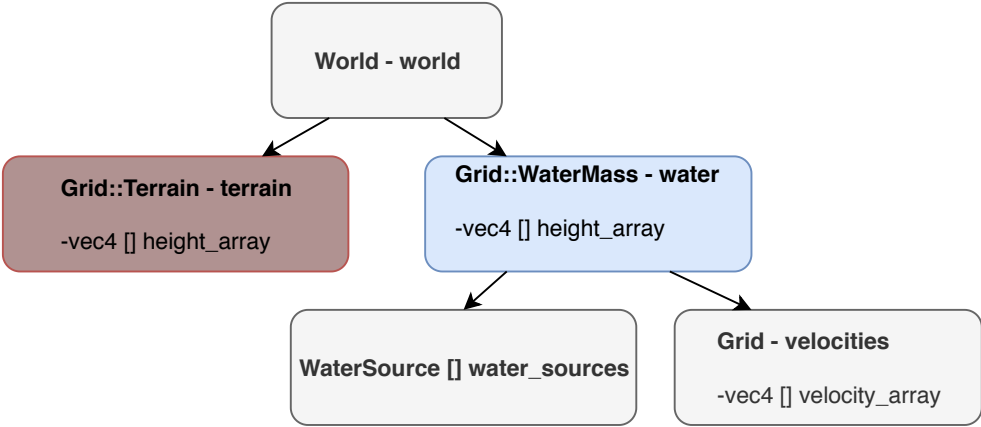 World - world
Grid::Terrain - terrain
-vec4 [] height_array
Grid::WaterMass - water
-vec4 [] height_array
WaterSource [] water_sources
Grid - velocities
-vec4 [] velocity_array